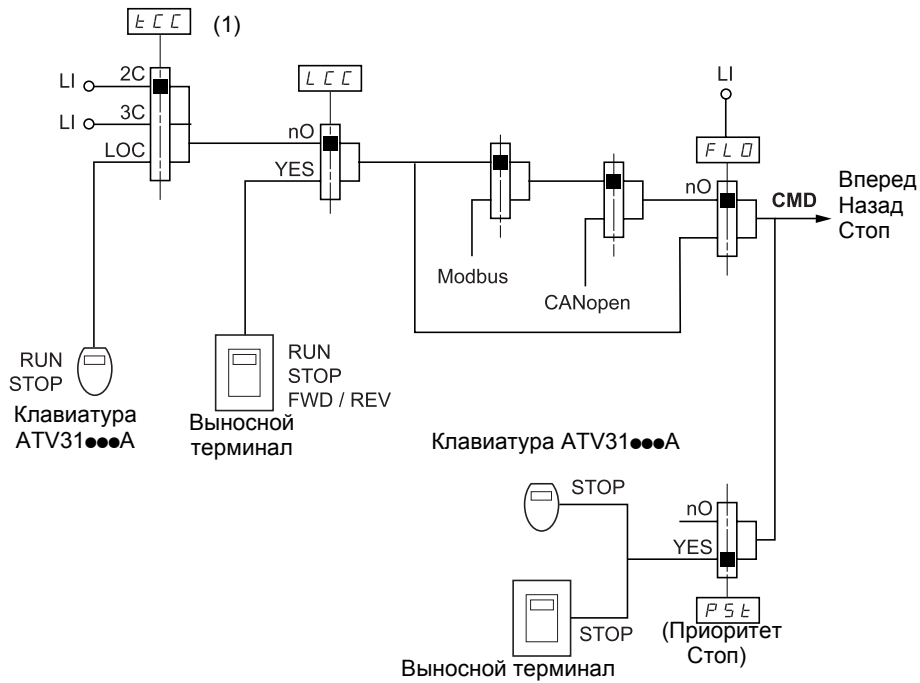 tCC (1)
LI 2C
LI 3C
LOC
LCC
nO
YES
LI
FLO
nO
CMD
Вперед
Назад
Стоп
Modbus
CANopen
RUN
STOP
Клавиатура
ATV31●●●A
RUN
STOP
FWD / REV
Выносной
терминал
Клавиатура ATV31●●●A
STOP
nO
YES
STOP
PSt
(Приоритет
Стоп)
Выносной терминал